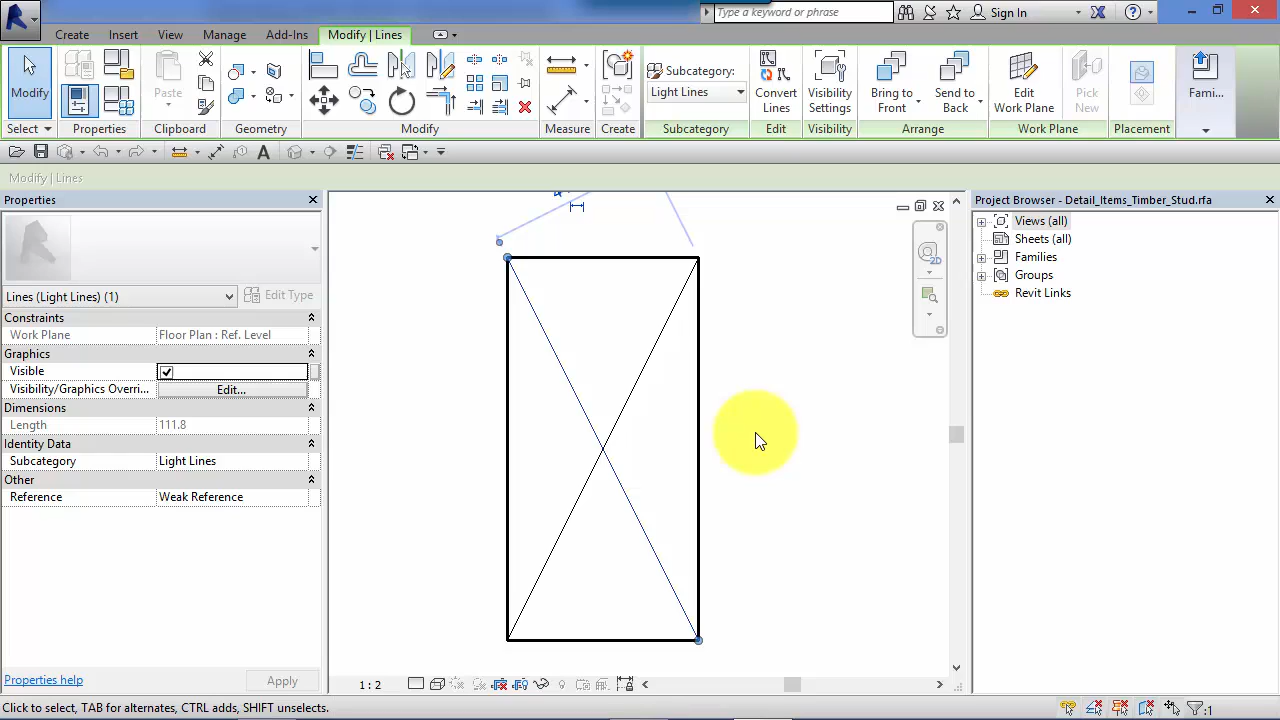 Type a keyword or phrase
Sign In
Create
Insert
View
Manage
Add-Ins
Modify | Lines
Modify
Paste
Subcategory:
Light Lines
Convert
Lines
Visibility
Settings
Bring to
Front
Send to
Back
Edit
Work Plane
Pick
New
Fami...
Select
Properties
Clipboard
Geometry
Modify
Measure
Create
Subcategory
Edit
Visibility
Arrange
Work Plane
Placement
Modify | Lines
Properties
Lines (Light Lines) (1)
Edit Type
Constraints
Work Plane
Floor Plan : Ref. Level
Graphics
Visible
Visibility/Graphics Overri...
Edit...
Dimensions
Length
111.8
Identity Data
Subcategory
Light Lines
Other
Reference
Weak Reference
Properties help
Apply
2D
1 : 2
Project Browser - Detail_Items_Timber_Stud.rfa
Views (all)
Sheets (all)
Families
Groups
Revit Links
Click to select, TAB for alternates, CTRL adds, SHIFT unselects.
:1